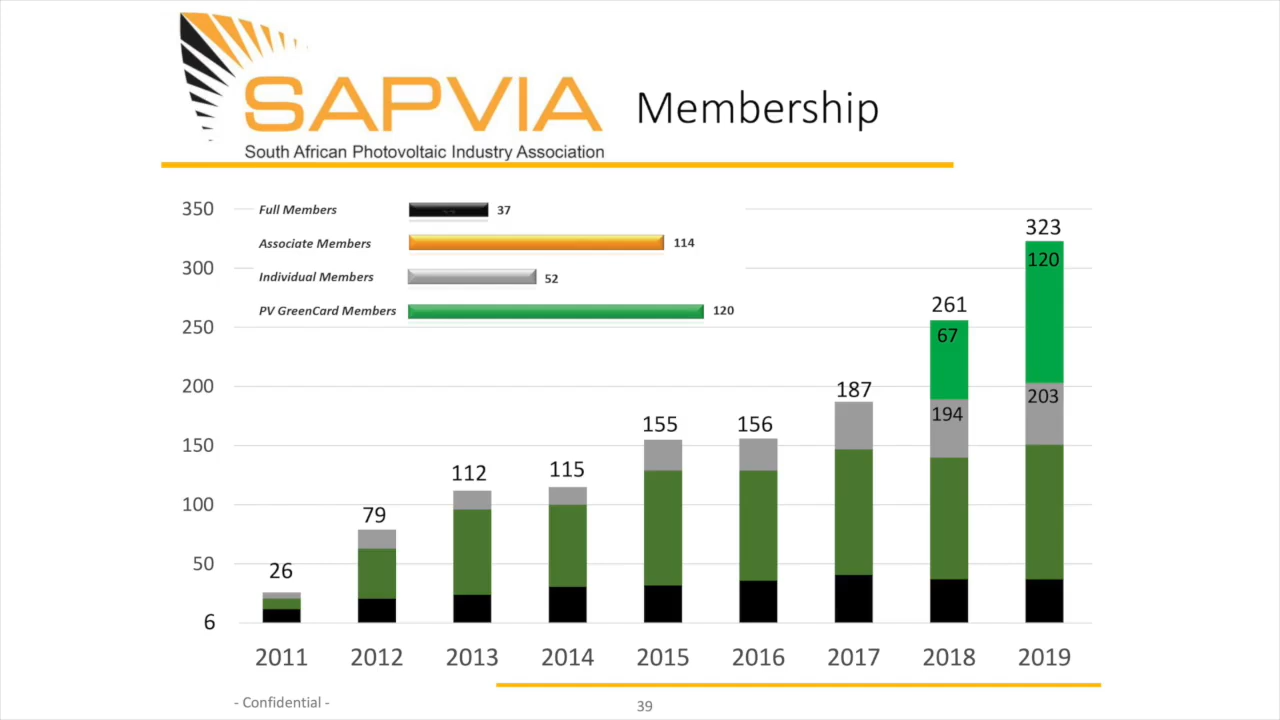 SAPVIA
Membership
South African Photovoltaic Industry Association
350
Full Members
37
Associate Members
114
300
Individual Members
52
PV GreenCard Members
120
250
200
150
100
50
6
26
79
112
115
155
156
187
261
67
194
323
120
203
2011 2012 2013 2014 2015 2016 2017 2018 2019
- Confidential -
39